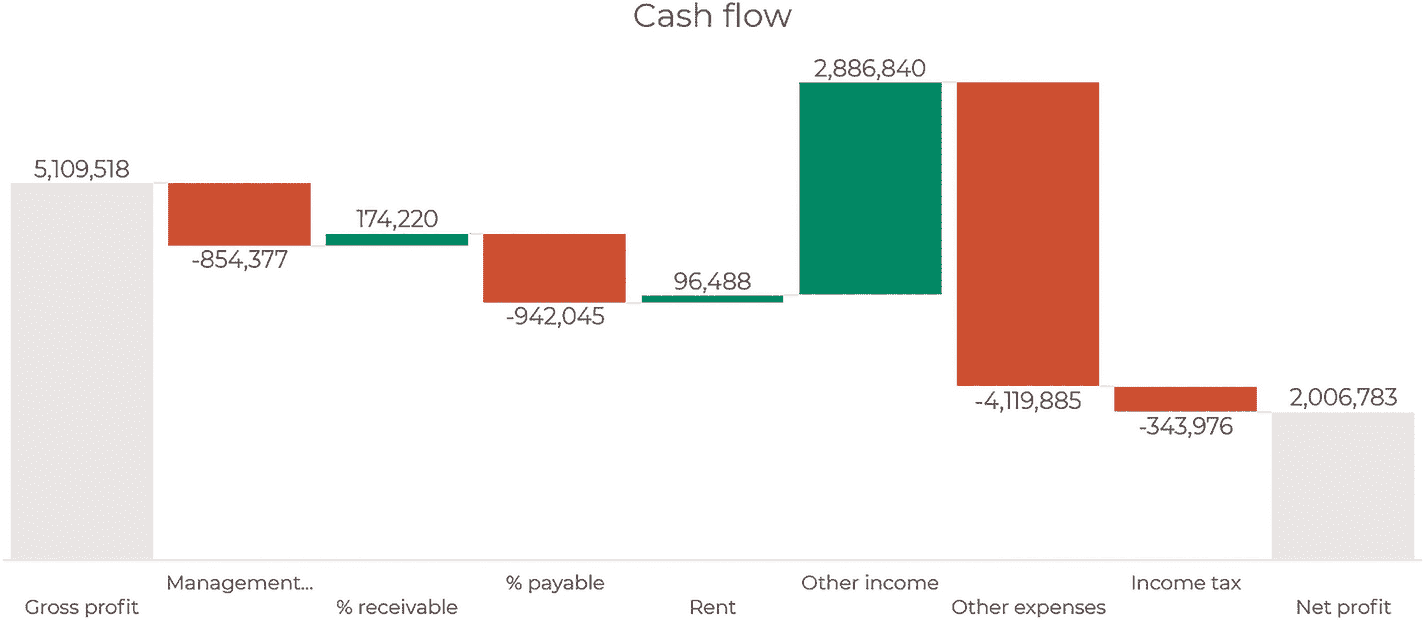 Cash flow
5,109,518
-854,377
174,220
-942,045
96,488
2,886,840
-4,119,885
-343,976
2,006,783
Gross profit
Management...
% receivable
% payable
Rent
Other income
Other expenses
Income tax
Net profit